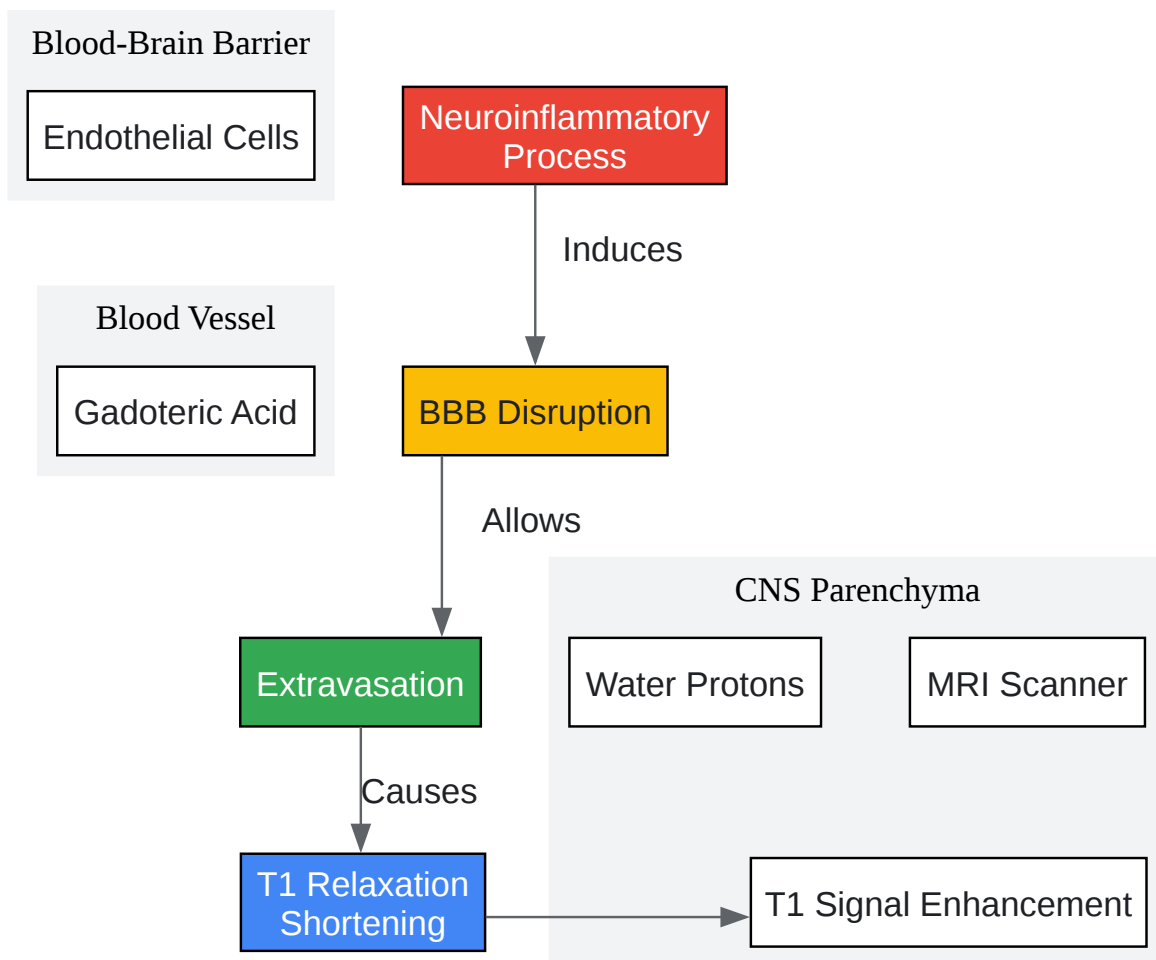 Blood-Brain Barrier
Endothelial Cells
Neuroinflammatory
Process
Induces
Blood Vessel
Gadoteric Acid
BBB Disruption
Allows
CNS Parenchyma
Extravasation
Water Protons
MRI Scanner
Causes
T1 Relaxation
Shortening
T1 Signal Enhancement